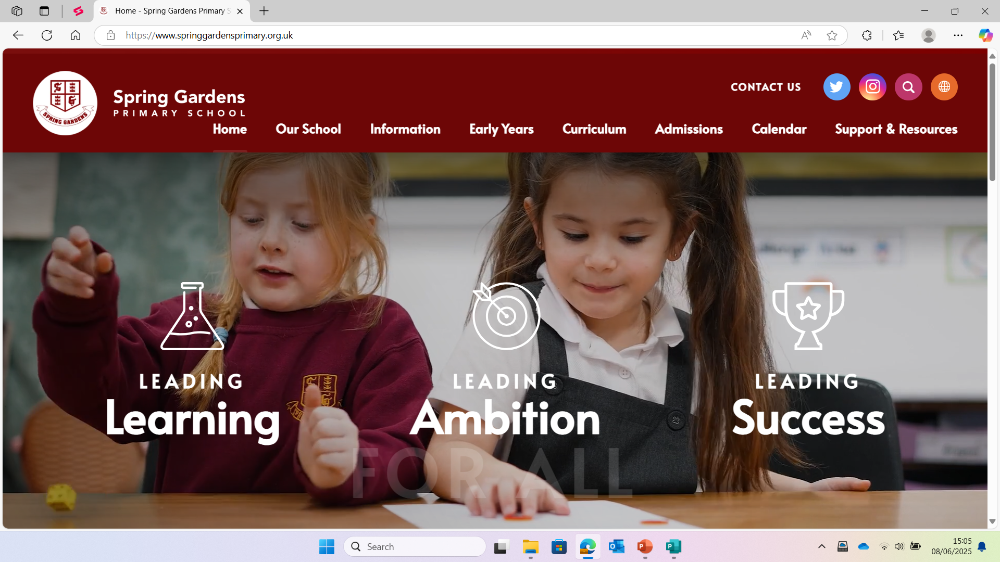 Home - Spring Gardens Primary S
https://www.springgardensprimary.org.uk
SPRING GARDENS
Spring Gardens
PRIMARY SCHOOL
CONTACT US
Home
Our School
Information
Early Years
Curriculum
Admissions
Calendar
Support & Resources
LEADING
Learning
LEADING
Ambition
LEADING
Success
FOR ALL
Search
15:05
08/06/2025